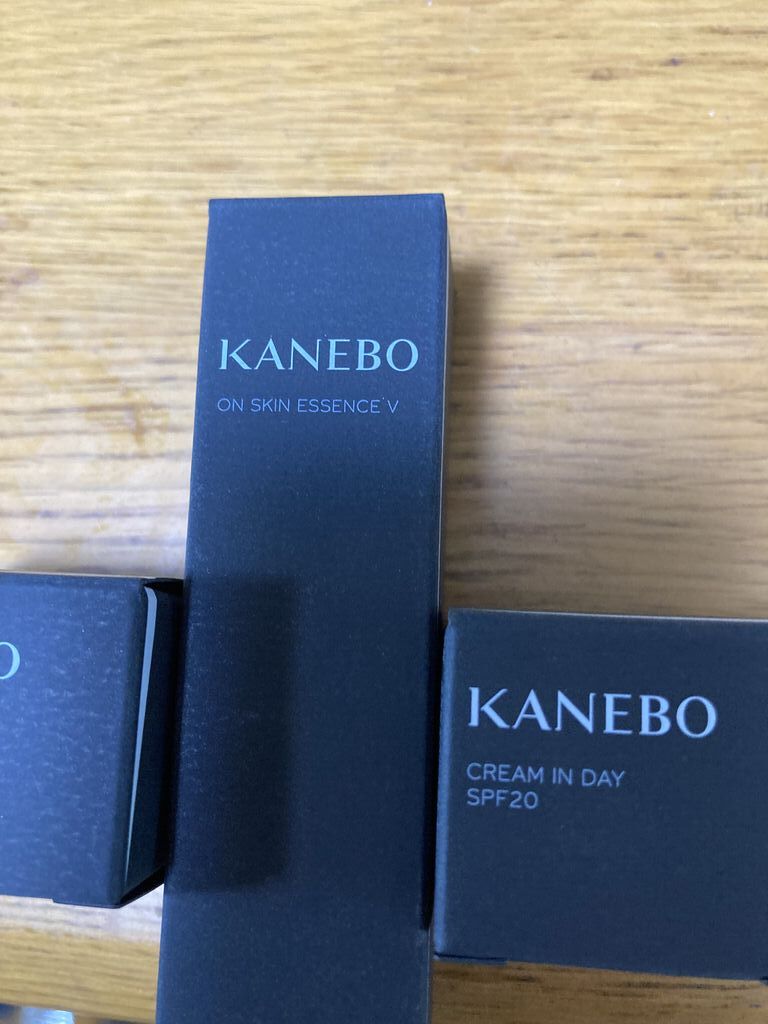 KANEBO
ON SKIN ESSENCE V
KANEBO
CREAM IN DAY
SPF20